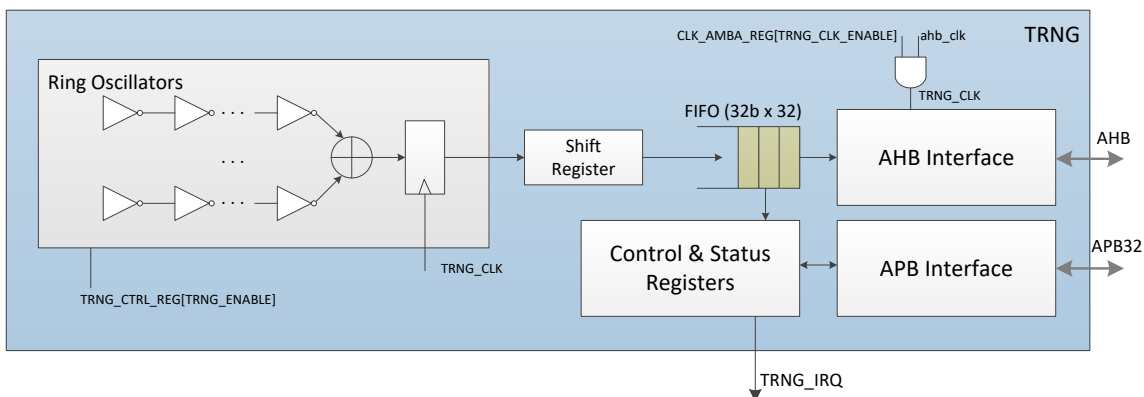 CLK_AMBA_REG[TRNG_CLK_ENABLE]
ahb_clk
TRNG
Ring Oscillators
TRNG_CLK
FIFO (32b x 32)
Shift
Register
AHB Interface
AHB
Control & Status
Registers
APB Interface
APB32
TRNG_CLK
TRNG_CTRL_REG[TRNG_ENABLE]
TRNG_IRQ